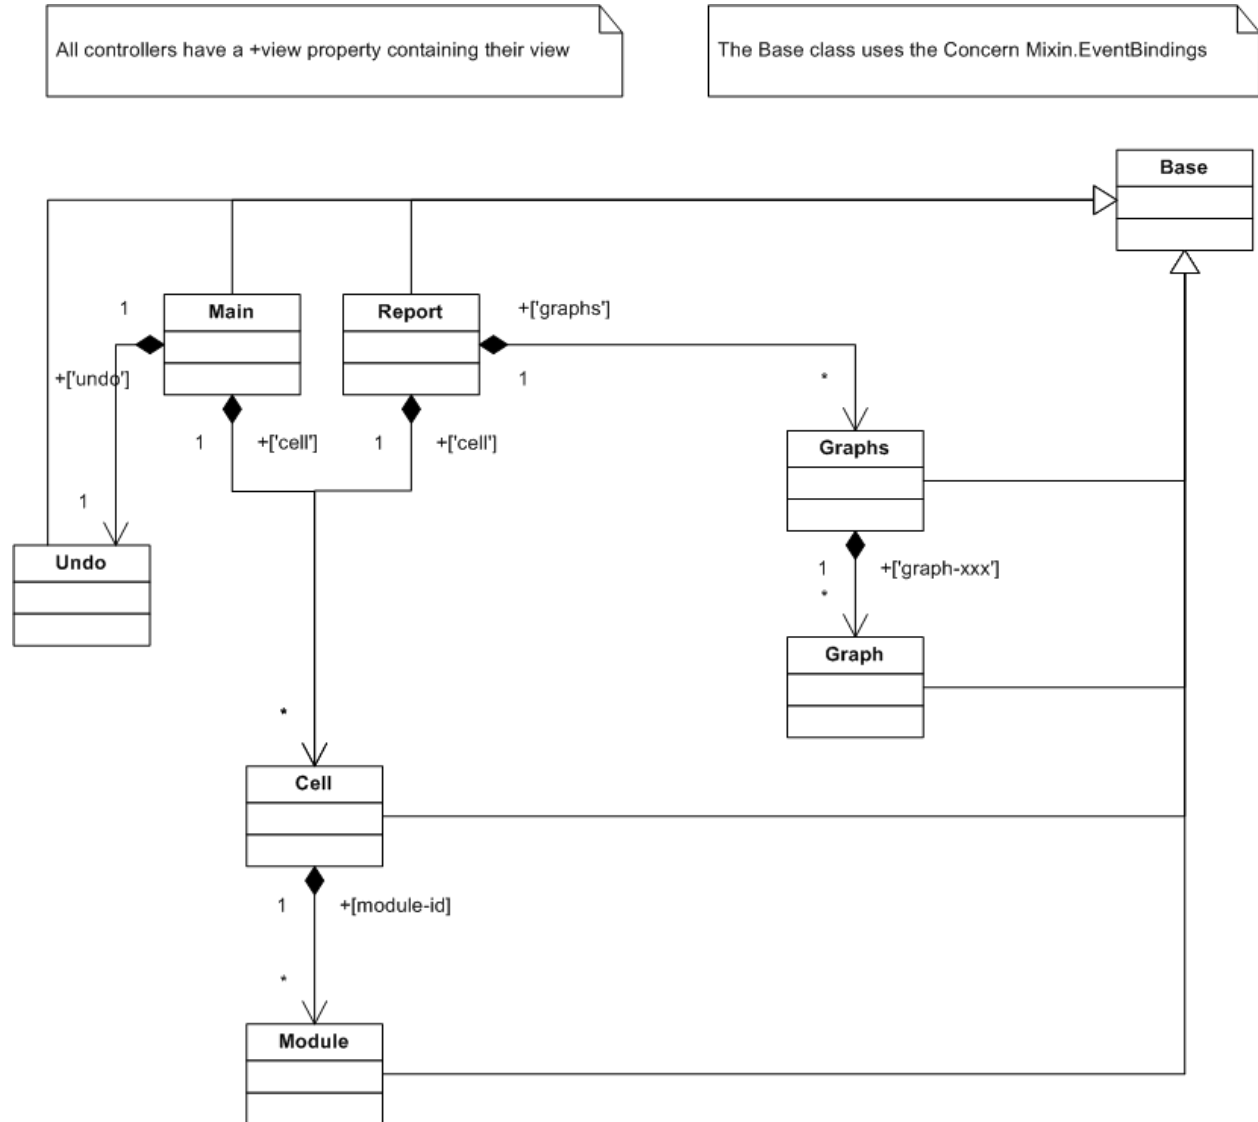 All controllers have a +view property containing their view
The Base class uses the Concern Mixin.EventBindings
Base
Main
Report
1
+['graphs']
+['undo']
1
*
1
+['cell']
1
+['cell']
Graphs
1
Undo
1
+['graph-xxx']
*
Graph
*
Cell
1
+[module-id]
*
Module